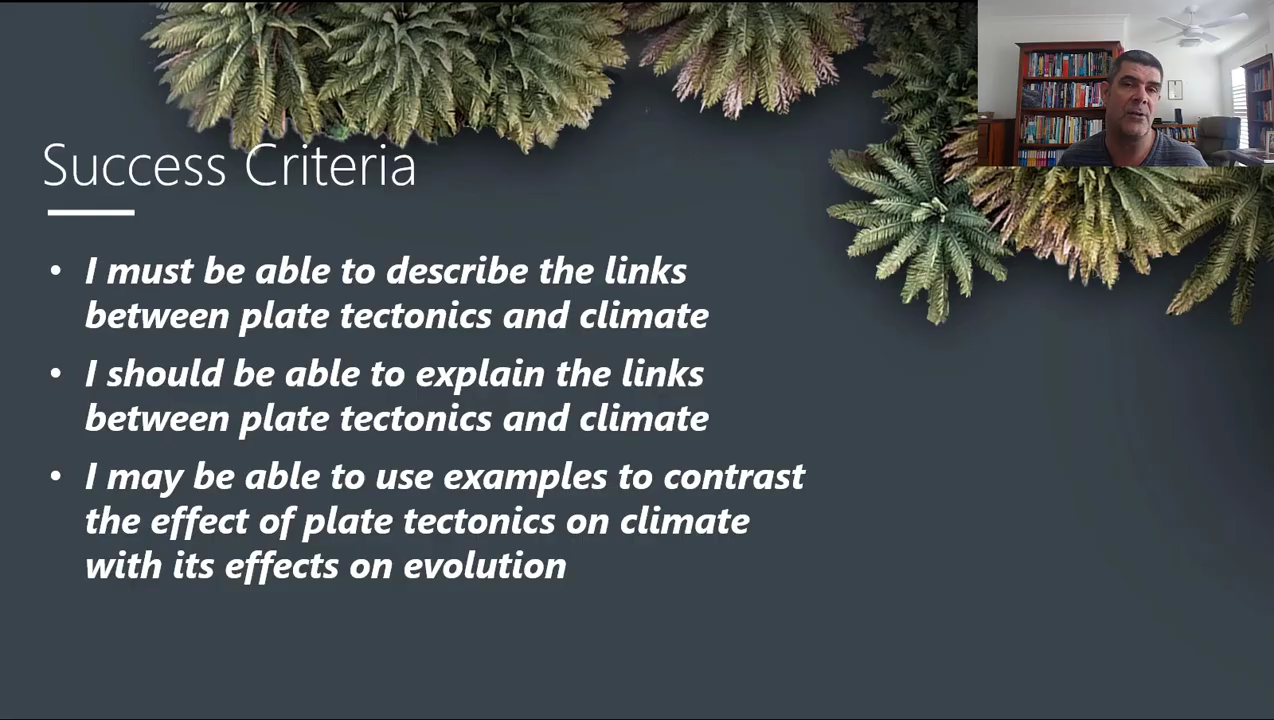 Success Criteria
• I must be able to describe the links
between plate tectonics and climate
• I should be able to explain the links
between plate tectonics and climate
• I may be able to use examples to contrast
the effect of plate tectonics on climate
with its effects on evolution